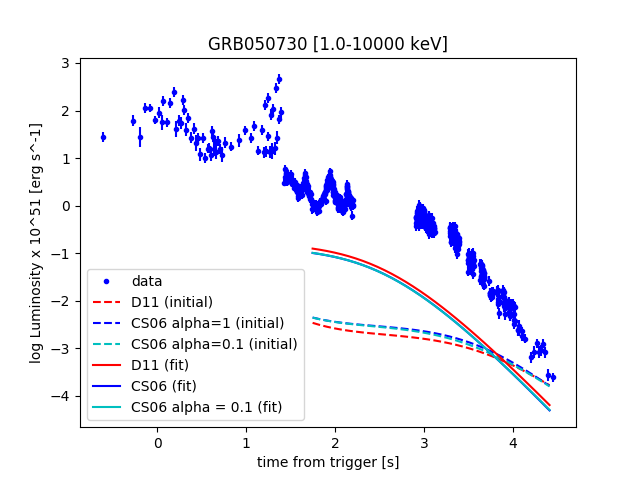 GRB050730 [1.0-10000 keV]
log Luminosity x 10^51 [erg s^-1]
3
2
1
0
−1
−2
−3
−4
data
D11 (initial)
CS06 alpha=1 (initial)
CS06 alpha=0.1 (initial)
D11 (fit)
CS06 (fit)
CS06 alpha = 0.1 (fit)
0 1 2 3 4
time from trigger [s]